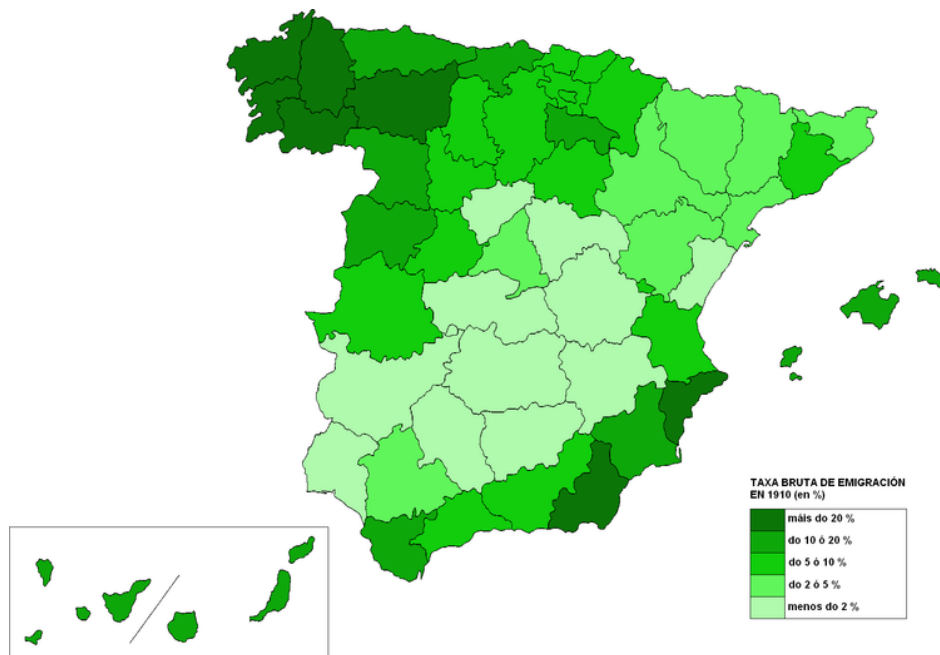 TAXA BRUTA DE EMIGRACIÓN
EN 1910 (en %)
máis do 20 %
do 10 ó 20 %
do 5 ó 10 %
do 2 ó 5 %
menos do 2 %